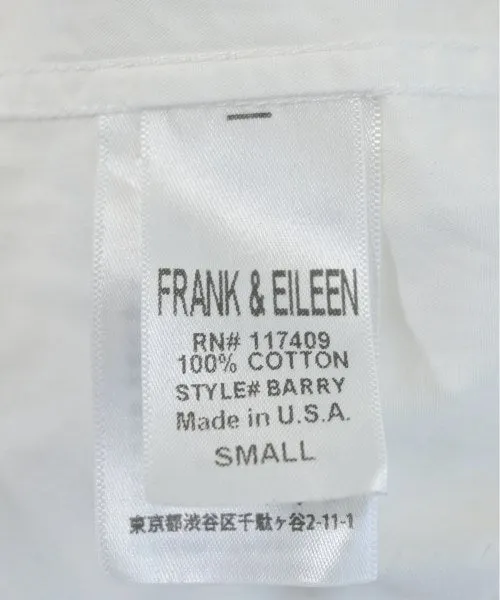 FRANK & EILEEN
RN# 117409
100% COTTON
STYLE# BARRY
Made in U.S.A.
SMALL
東京都渋谷区千駄ヶ谷2-11-1